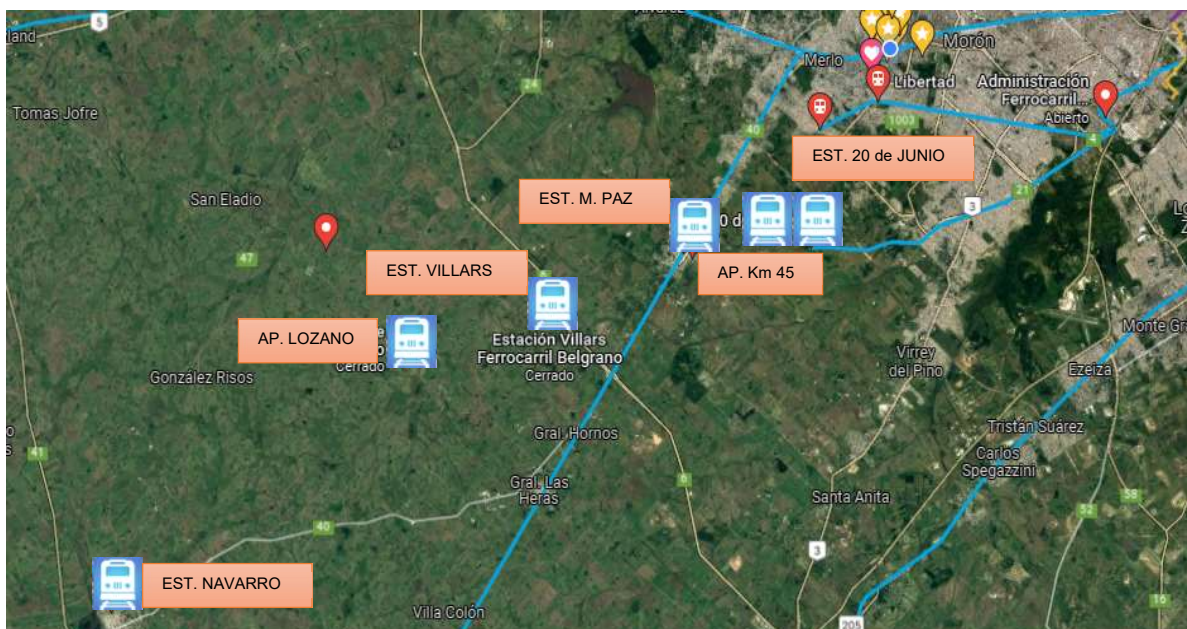 5
Merlo
Morón
Libertad
Administración
Ferrocarril...
Abierto
24
Tomas Jofre
40
1003
4
EST. 20 de JUNIO
San Eladio
EST. M. PAZ
21
3
47
EST. VILLARS
6
AP. Km 45
AP. LOZANO
Cerrado
Estación Villars
Ferrocarril Belgrano
Cerrado
Monte Gra
González Risos
Virrey
del Pino
Ezeiza
Gral. Hornos
Tristán Suárez
41
Carlos
Spegazzini
Gral. Las
Heras
6
Santa Anita
58
52
40
3
EST. NAVARRO
Villa Colón
205
16